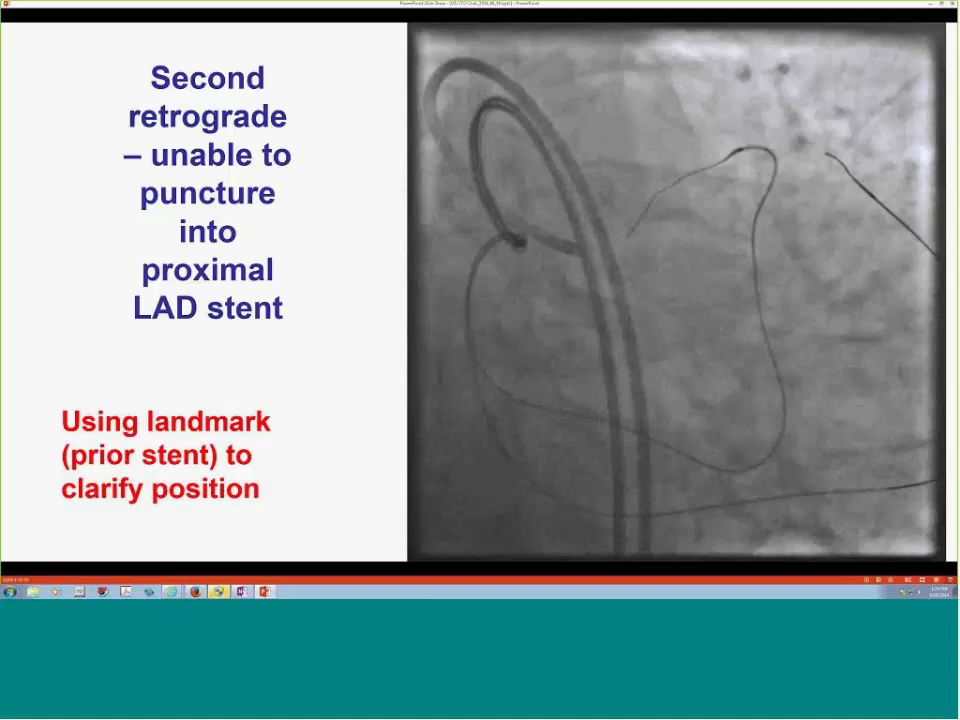 Second
retrograde
– unable to
puncture
into
proximal
LAD stent
Using landmark
(prior stent) to
clarify position